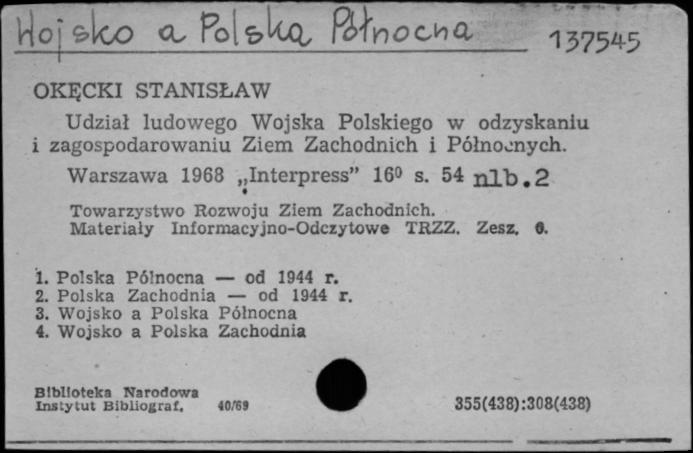 Wojsko a Polska Północna 137545
OKĘCKI STANISŁAW
Udział ludowego Wojska Polskiego w odzyskaniu
i zagospodarowaniu Ziem Zachodnich i Północnych.
Warszawa 1968 „Interpress” 16⁰ s. 54 nlb.2
Towarzystwo Rozwoju Ziem Zachodnich.
Materiały Informacyjno-Odczytowe TRZZ. Zesz. 6.
1. Polska Północna — od 1944 r.
2. Polska Zachodnia — od 1944 r.
3. Wojsko a Polska Północna
4. Wojsko a Polska Zachodnia
Biblioteka Narodowa
Instytut Bibliograf. 40/69 355(438):308(438)